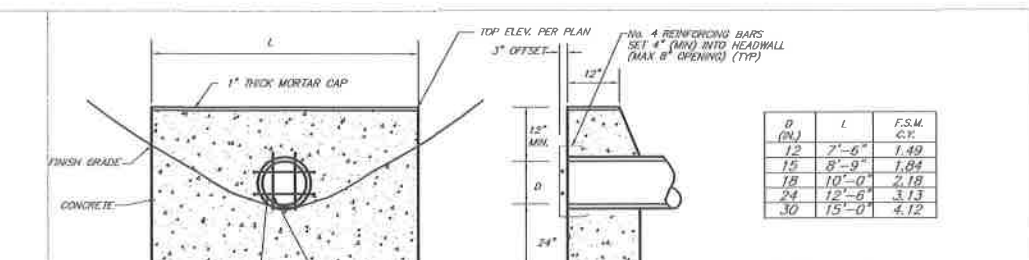 L
TOP ELEV. PER PLAN
1" THICK MORTAR CAP
FINISH GRADE
CONCRETE
3" OFFSET
No. 4 REINFORCING BARS
SET 4" (MIN) INTO HEADWALL
(MAX 8" OPENING) (TYP)
12"
12"
MIN.
D
24"
D (IN.) L F.S.M. C.Y.
12 7'-6" 1.49
15 8'-9" 1.84
18 10'-0" 2.18
24 12'-6" 3.13
30 15'-0" 4.12